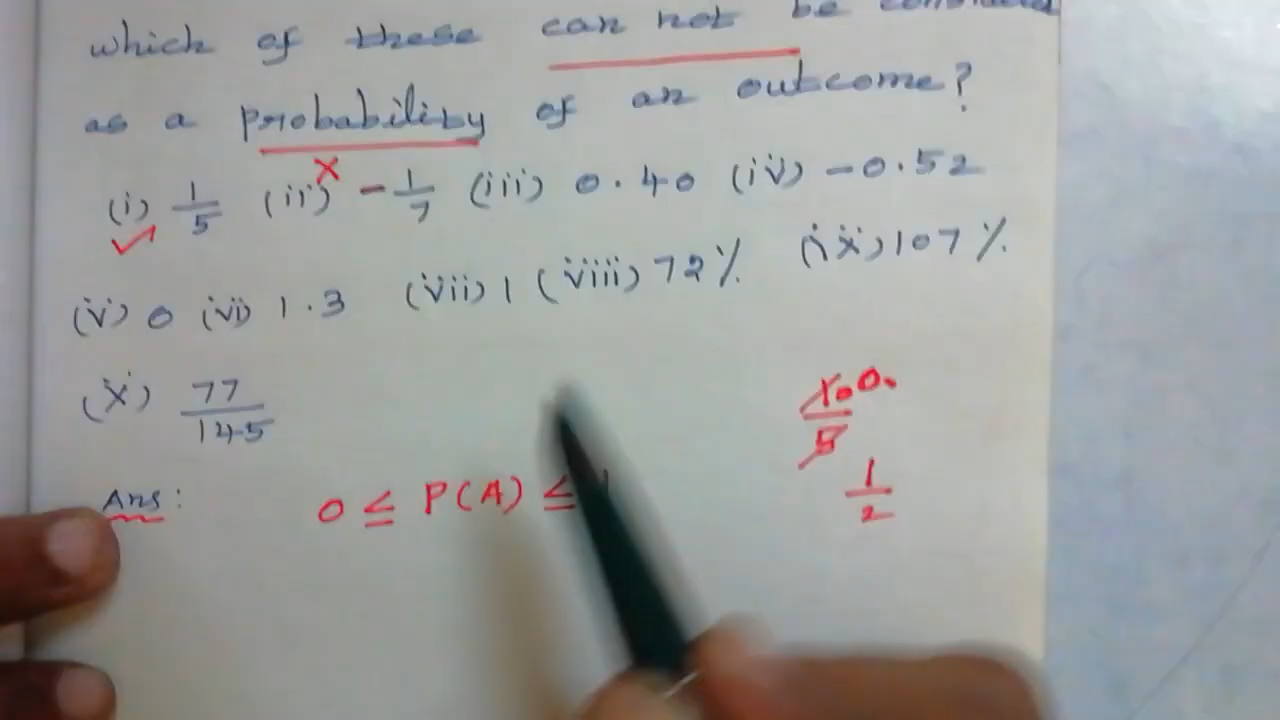 which of these can not be
as a probability of an outcome?
(i) 1/5 (ii) -1/7 (iii) 0.40 (iv) -0.52
(v) 0 (vi) 1.3 (vii) 1 (viii) 72% (ix) 107%
(x) 77/145
Ans: 0 ≤ P(A) ≤ 1
1/2